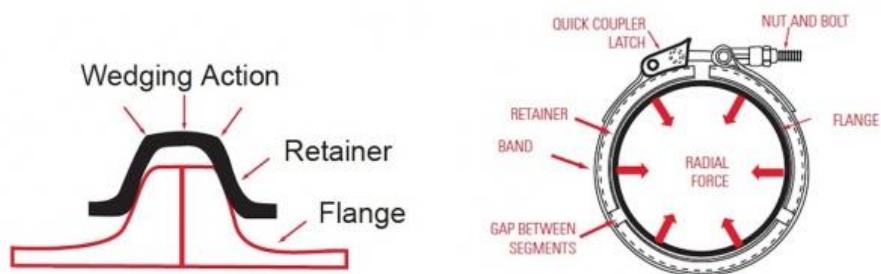 Wedging Action
Retainer
Flange
QUICK COUPLER
LATCH
NUT AND BOLT
RETAINER
FLANGE
BAND
RADIAL
FORCE
GAP BETWEEN
SEGMENTS